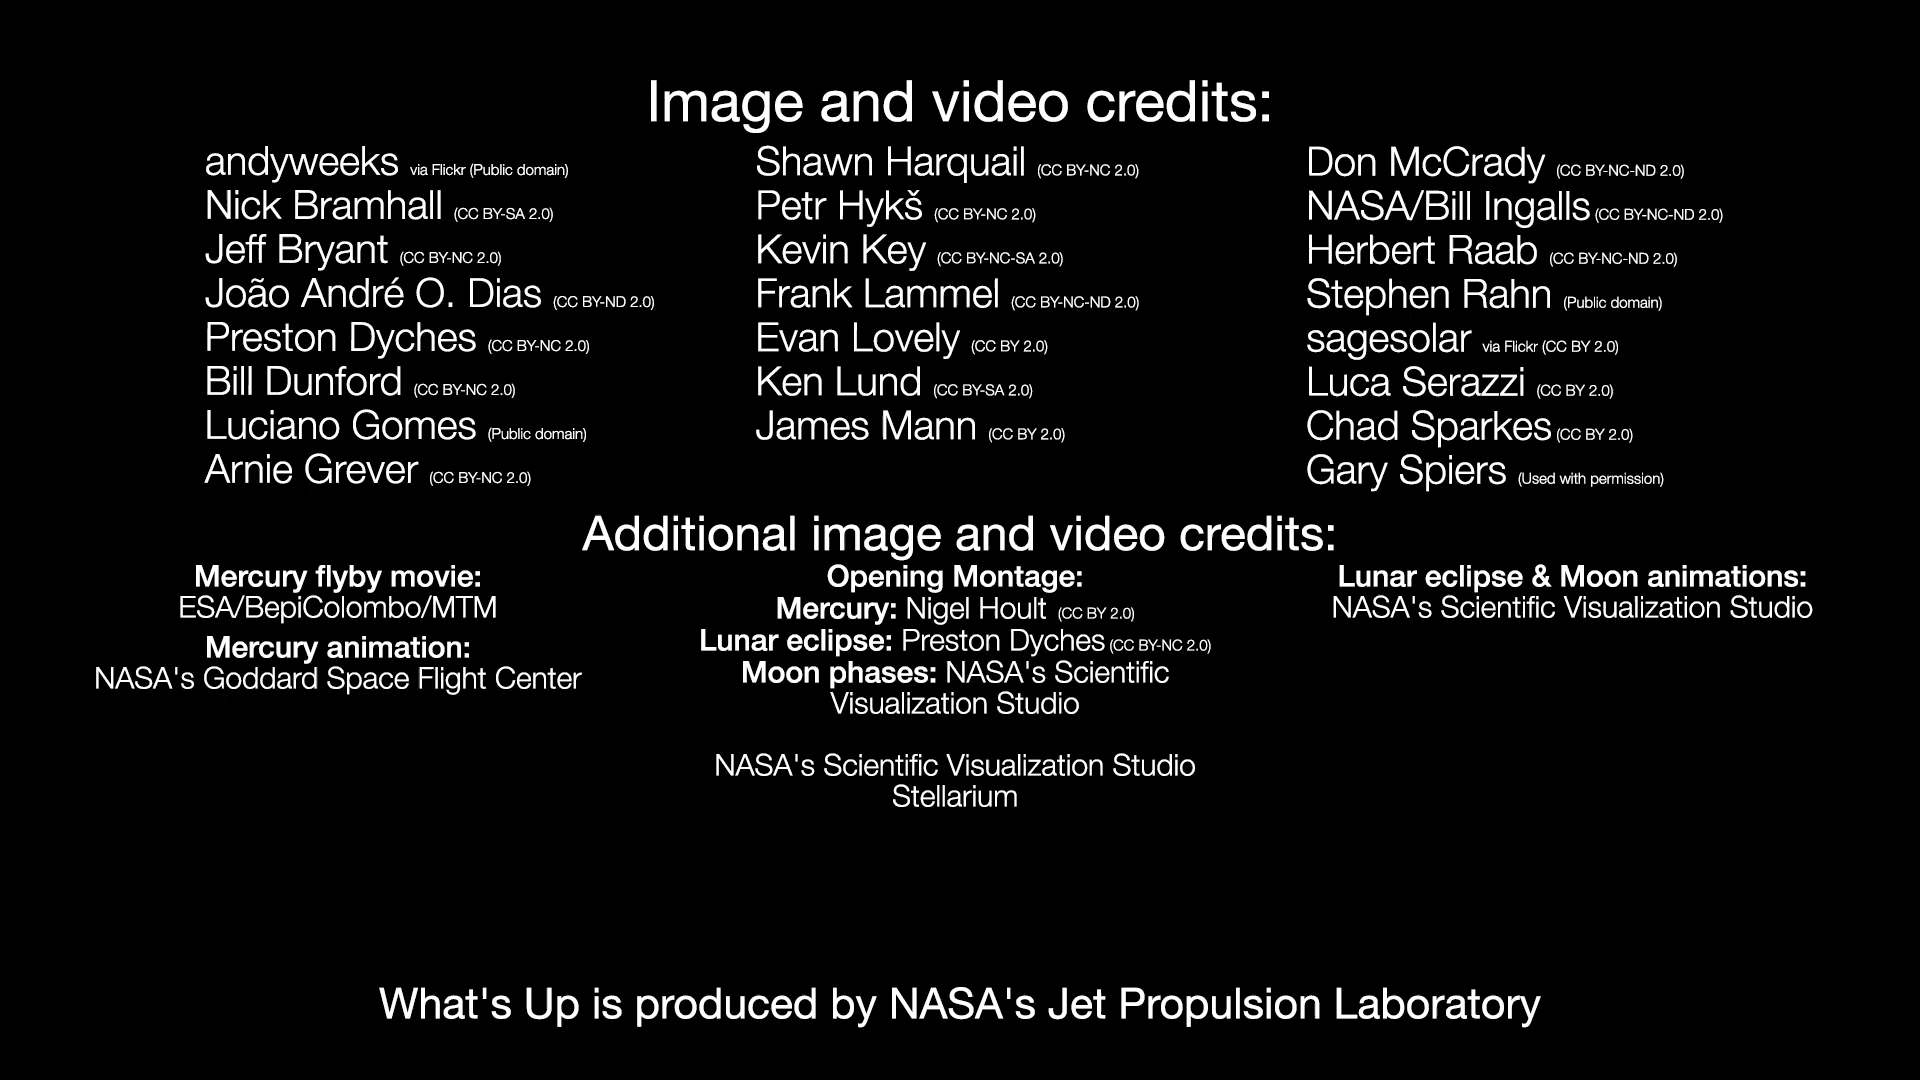 Image and video credits:
andyweeks via Flickr (Public domain)
Nick Bramhall (CC BY-SA 2.0)
Jeff Bryant (CC BY-NC 2.0)
João André O. Dias (CC BY-ND 2.0)
Preston Dyches (CC BY-NC 2.0)
Bill Dunford (CC BY-NC 2.0)
Luciano Gomes (Public domain)
Arnie Grever (CC BY-NC 2.0)
Shawn Harquail (CC BY-NC 2.0)
Petr Hykš (CC BY-NC 2.0)
Kevin Key (CC BY-NC-SA 2.0)
Frank Lammel (CC BY-NC-ND 2.0)
Evan Lovely (CC BY 2.0)
Ken Lund (CC BY-SA 2.0)
James Mann (CC BY 2.0)
Don McCrady (CC BY-NC-ND 2.0)
NASA/Bill Ingalls (CC BY-NC-ND 2.0)
Herbert Raab (CC BY-NC-ND 2.0)
Stephen Rahn (Public domain)
sagesolar via Flickr (CC BY 2.0)
Luca Serazzi (CC BY 2.0)
Chad Sparkes (CC BY 2.0)
Gary Spiers (Used with permission)
Additional image and video credits:
Mercury flyby movie:
ESA/BepiColombo/MTM
Mercury animation:
NASA's Goddard Space Flight Center
Opening Montage:
Mercury: Nigel Hoult (CC BY 2.0)
Lunar eclipse: Preston Dyches (CC BY-NC 2.0)
Moon phases: NASA's Scientific
Visualization Studio
NASA's Scientific Visualization Studio
Stellarium
Lunar eclipse & Moon animations:
NASA's Scientific Visualization Studio
What's Up is produced by NASA's Jet Propulsion Laboratory